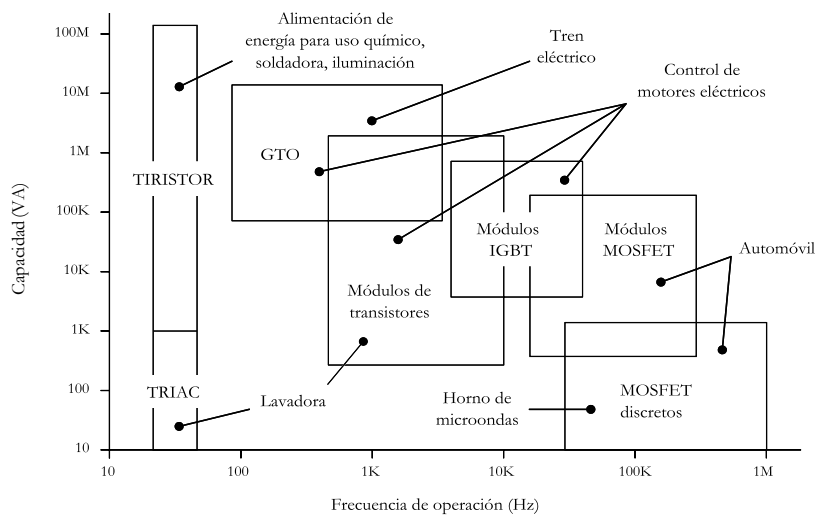 Alimentación de
energía para uso químico,
soldadora, iluminación
Tren
eléctrico
Control de
motores eléctricos
100M
10M
1M
100K
10K
1K
100
10
Capacidad (VA)
TIRISTOR
GTO
Módulos
IGBT
Módulos
MOSFET
Automóvil
Módulos de
transistores
TRIAC
Lavadora
Horno de
microondas
MOSFET
discretos
10
100
1K
10K
100K
1M
Frecuencia de operación (Hz)